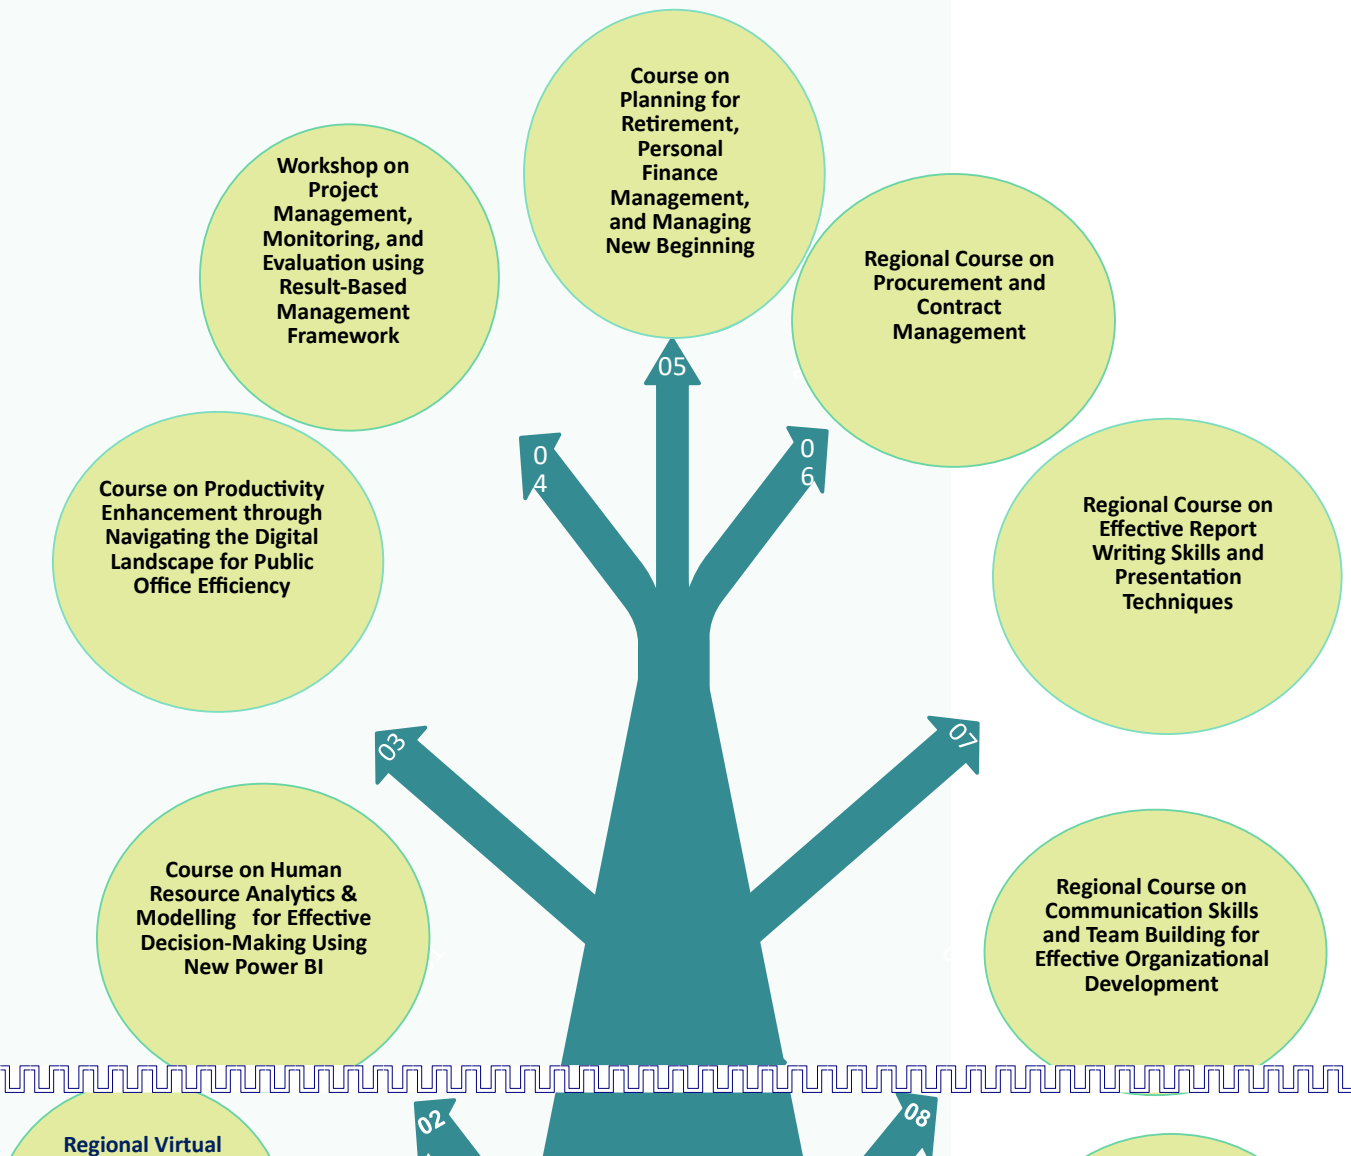 Course on
Planning for
Retirement,
Personal
Finance
Management,
and Managing
New Beginning
Workshop on
Project
Management,
Monitoring, and
Evaluation using
Result-Based
Management
Framework
Regional Course on
Procurement and
Contract
Management
05
0
4
0
6
Course on Productivity
Enhancement through
Navigating the Digital
Landscape for Public
Office Efficiency
Regional Course on
Effective Report
Writing Skills and
Presentation
Techniques
03
07
Course on Human
Resource Analytics &
Modelling for Effective
Decision-Making Using
New Power BI
Regional Course on
Communication Skills
and Team Building for
Effective Organizational
Development
02
08
Regional Virtual